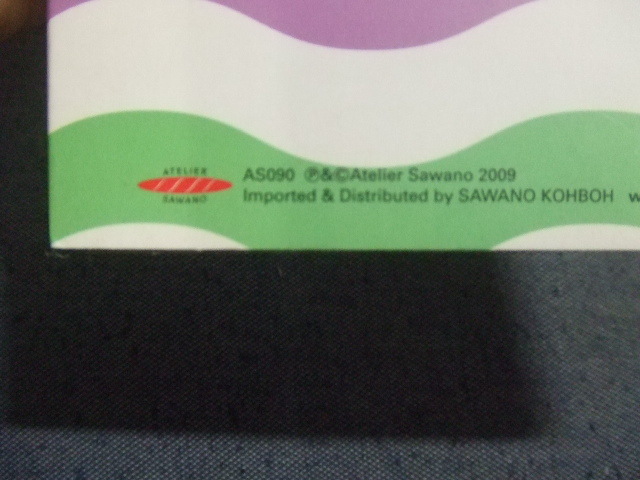 ATELIER
SAWANO
AS090 ℗&©Atelier Sawano 2009
Imported & Distributed by SAWANO KOHBOH w